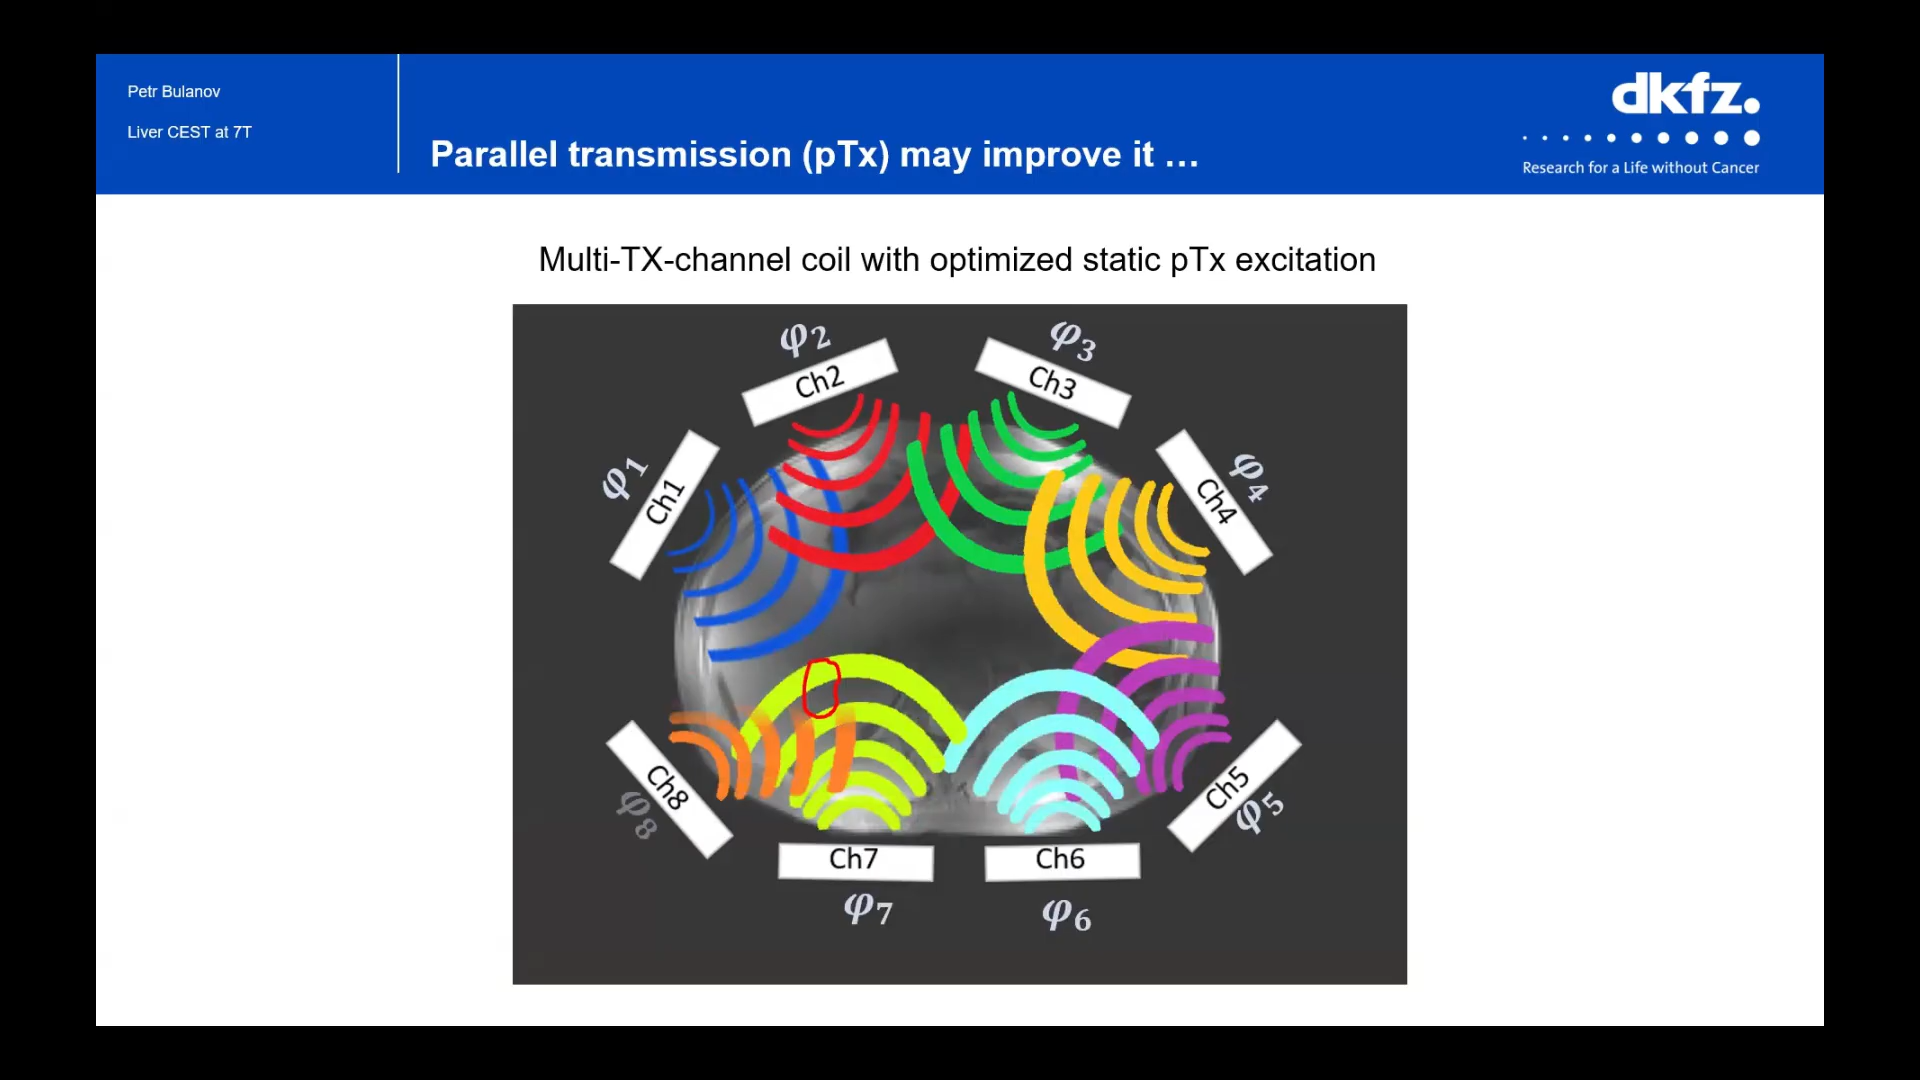 Petr Bulanov
Liver CEST at 7T
Parallel transmission (pTx) may improve it …
dkfz.
Research for a Life without Cancer
Multi-TX-channel coil with optimized static pTx excitation
φ2
φ3
Ch2
Ch3
φ1
Ch1
φ4
Ch4
Ch8
φ8
Ch5
φ5
Ch7
Ch6
φ7
φ6